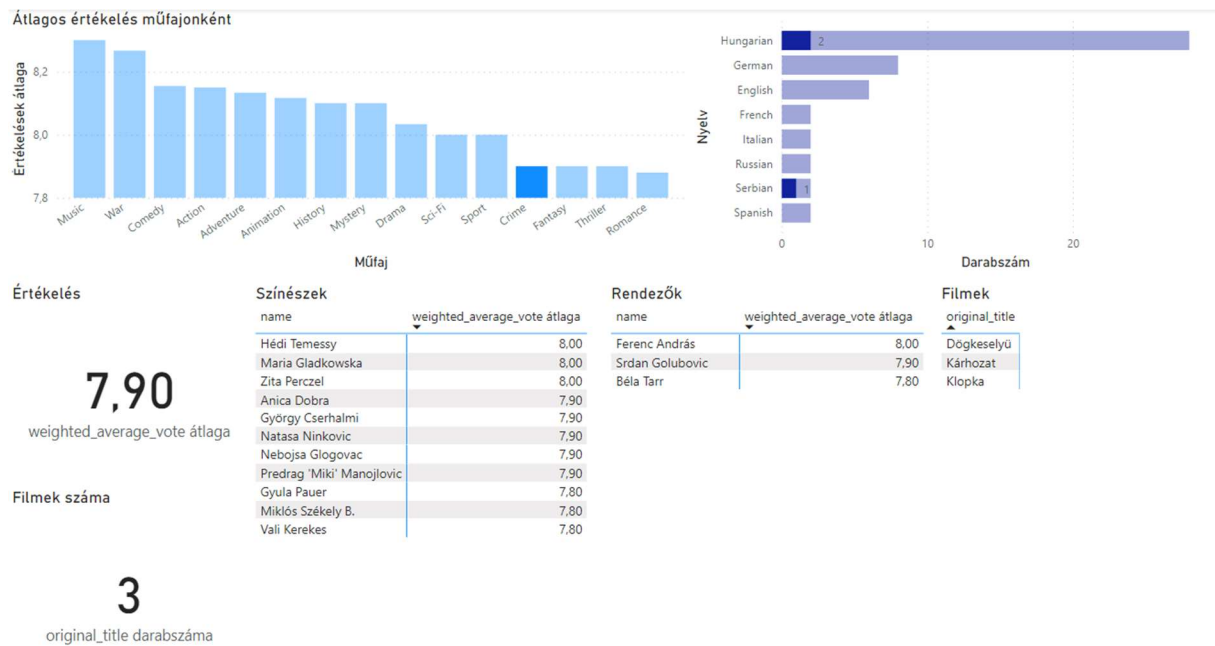 Átlagos értékelés műfajonként
Értékelések átlaga
8,2
8,0
7,8
Music
War
Comedy
Action
Adventure
Animation
History
Mystery
Drama
Sci-Fi
Sport
Crime
Fantasy
Thriller
Romance
Műfaj
Nyelv
Hungarian 2
German
English
French
Italian
Russian
Serbian 1
Spanish
0 10 20
Darabszám
Értékelés
7,90
weighted_average_vote átlaga
Filmek száma
3
original_title darabszáma
Színészek
name weighted_average_vote átlaga
Hédi Temessy 8,00
Maria Gladkowska 8,00
Zita Perczel 8,00
Anica Dobra 7,90
György Cserhalmi 7,90
Natasa Ninkovic 7,90
Nebojsa Glogovac 7,90
Predrag 'Miki' Manojlovic 7,90
Gyula Pauer 7,80
Miklós Székely B. 7,80
Vali Kerekes 7,80
Rendezők
name weighted_average_vote átlaga
Ferenc András 8,00
Srdan Golubovic 7,90
Béla Tarr 7,80
Filmek
original_title
Dögkeselyü
Kárhozat
Klopka